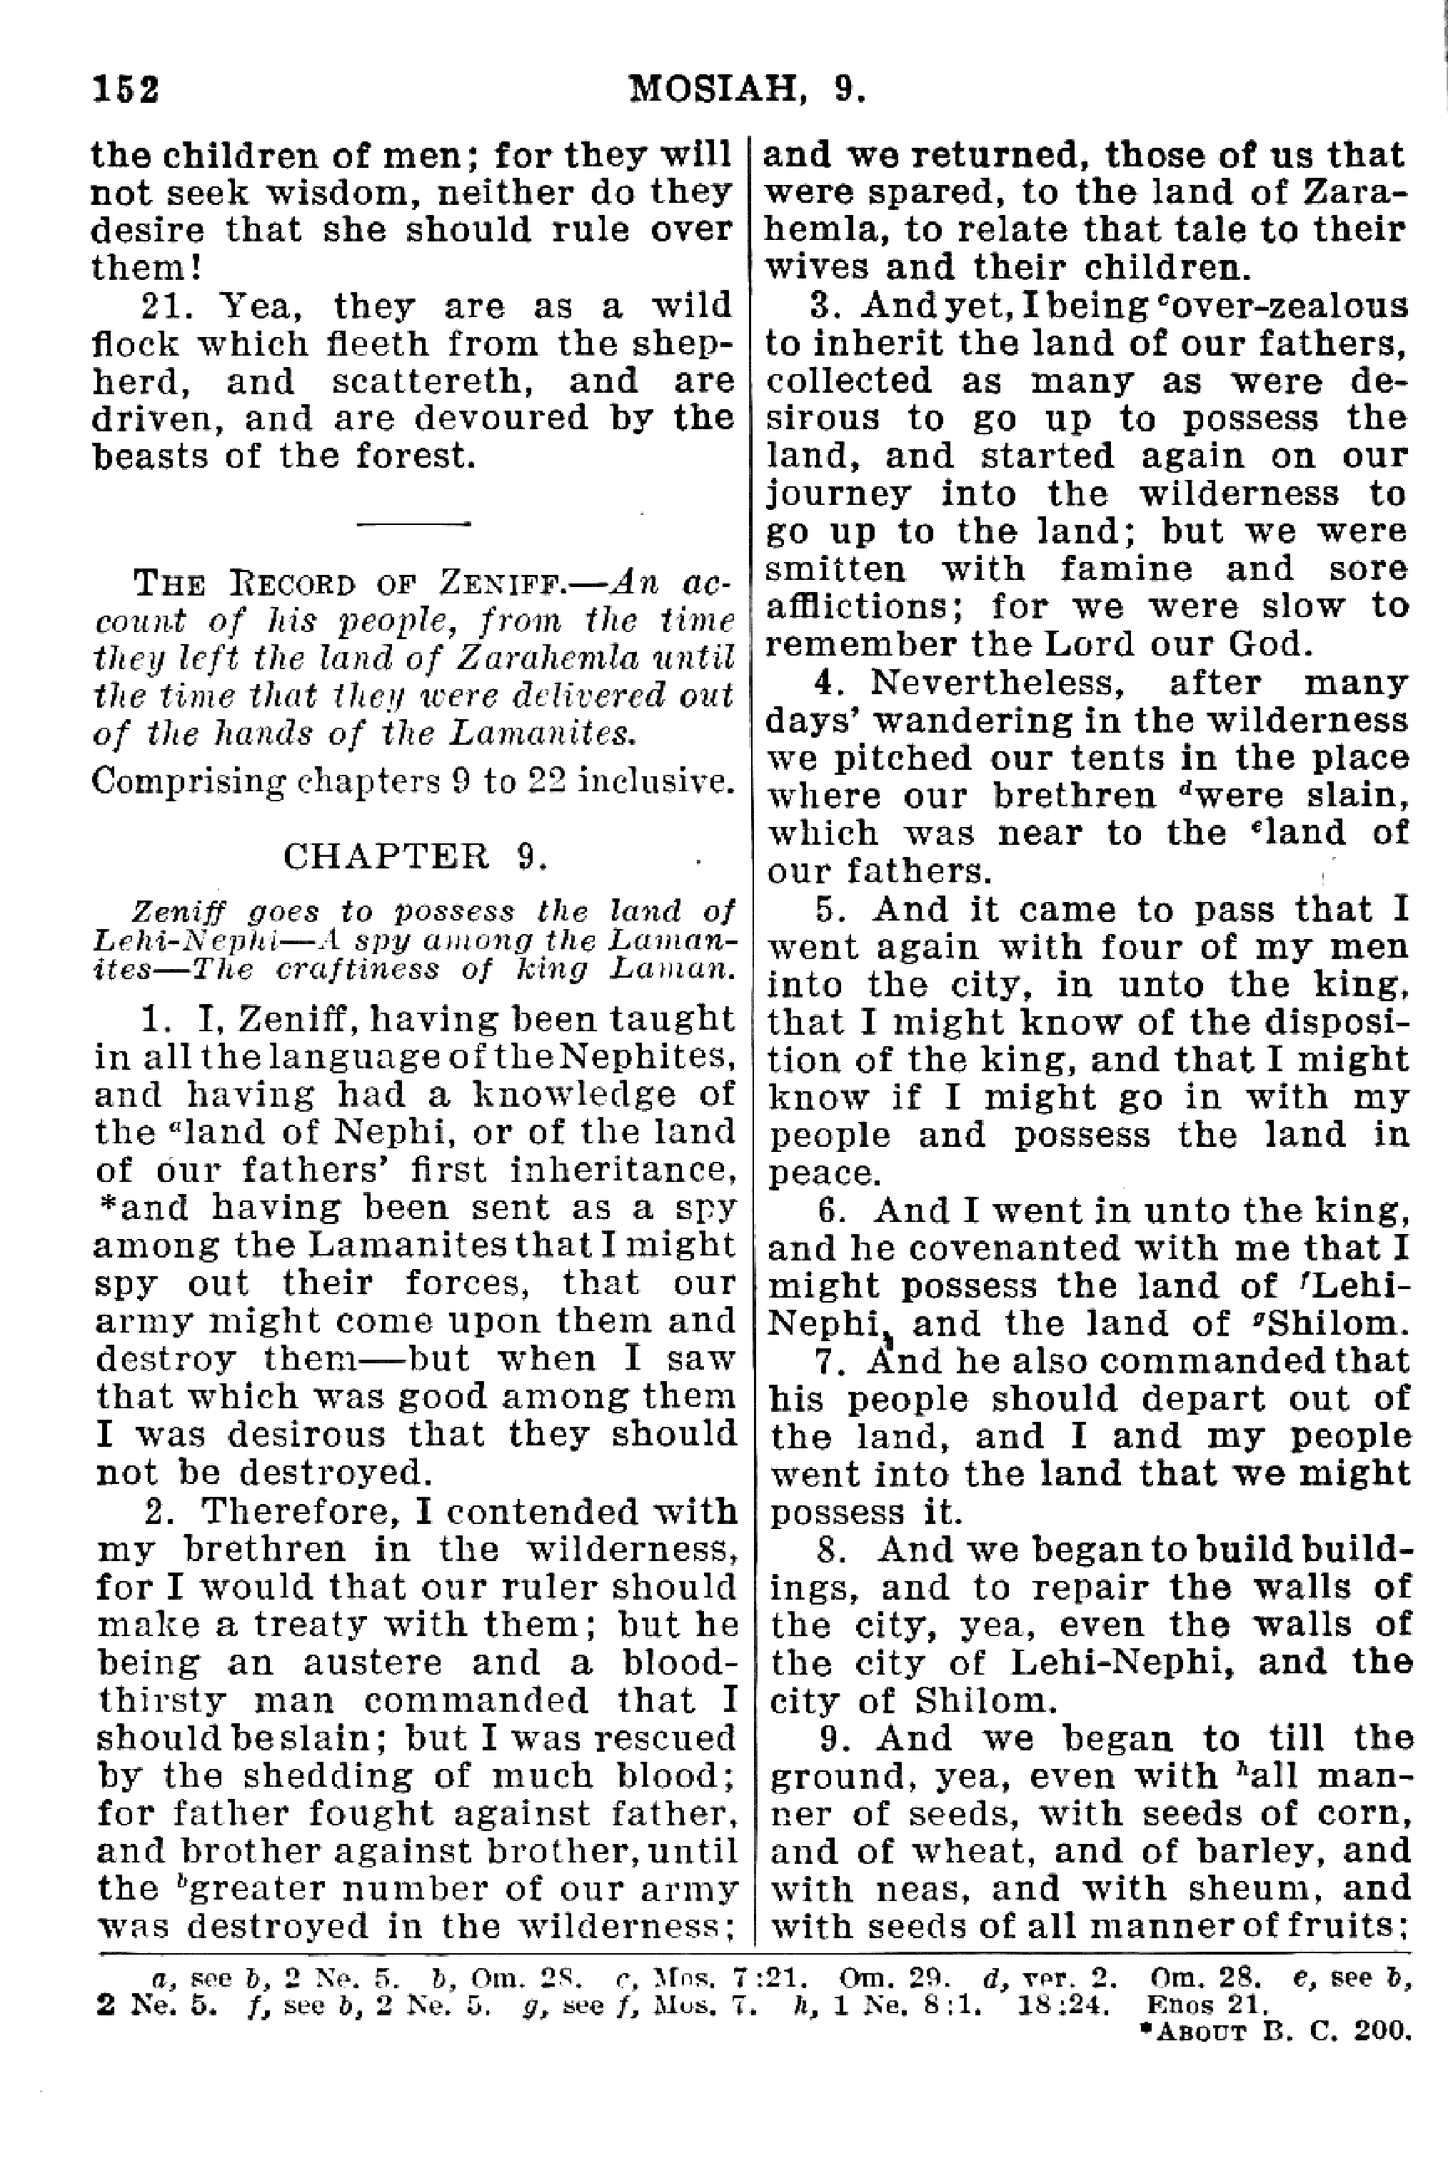 152
MOSIAH, 9.
the children of men; for they will
not seek wisdom, neither do they
desire that she should rule over
them!
21. Yea, they are as a wild
flock which fleeth from the shep-
herd, and scattereth, and are
driven, and are devoured by the
beasts of the forest.
THE RECORD OF ZENIFF.—An ac-
count of his people, from the time
they left the land of Zarahemla until
the time that they were delivered out
of the hands of the Lamanites.
Comprising chapters 9 to 22 inclusive.
CHAPTER 9.
Zeniff goes to possess the land of
Lehi-Nephi—A spy among the Laman-
ites—The craftiness of king Laman.
1. I, Zeniff, having been taught
in all the language of the Nephites,
and having had a knowledge of
the ᵃland of Nephi, or of the land
of our fathers' first inheritance,
*and having been sent as a spy
among the Lamanites that I might
spy out their forces, that our
army might come upon them and
destroy them—but when I saw
that which was good among them
I was desirous that they should
not be destroyed.
2. Therefore, I contended with
my brethren in the wilderness,
for I would that our ruler should
make a treaty with them; but he
being an austere and a blood-
thirsty man commanded that I
should be slain; but I was rescued
by the shedding of much blood;
for father fought against father,
and brother against brother, until
the ᵇgreater number of our army
was destroyed in the wilderness;
and we returned, those of us that
were spared, to the land of Zara-
hemla, to relate that tale to their
wives and their children.
3. And yet, I being ᶜover-zealous
to inherit the land of our fathers,
collected as many as were de-
sirous to go up to possess the
land, and started again on our
journey into the wilderness to
go up to the land; but we were
smitten with famine and sore
afflictions; for we were slow to
remember the Lord our God.
4. Nevertheless, after many
days' wandering in the wilderness
we pitched our tents in the place
where our brethren ᵈwere slain,
which was near to the ᵉland of
our fathers.
5. And it came to pass that I
went again with four of my men
into the city, in unto the king,
that I might know of the disposi-
tion of the king, and that I might
know if I might go in with my
people and possess the land in
peace.
6. And I went in unto the king,
and he covenanted with me that I
might possess the land of ᶠLehi-
Nephi, and the land of ᵍShilom.
7. And he also commanded that
his people should depart out of
the land, and I and my people
went into the land that we might
possess it.
8. And we began to build build-
ings, and to repair the walls of
the city, yea, even the walls of
the city of Lehi-Nephi, and the
city of Shilom.
9. And we began to till the
ground, yea, even with ʰall man-
ner of seeds, with seeds of corn,
and of wheat, and of barley, and
with neas, and with sheum, and
with seeds of all manner of fruits;
a, see b, 2 Ne. 5. b, Om. 28. c, Mos. 7:21. Om. 29. d, ver. 2. Om. 28. e, see b,
2 Ne. 5. f, see b, 2 Ne. 5. g, see f, Mos. 7. h, 1 Ne. 8:1. 18:24. Enos 21.
*ABOUT B. C. 200.